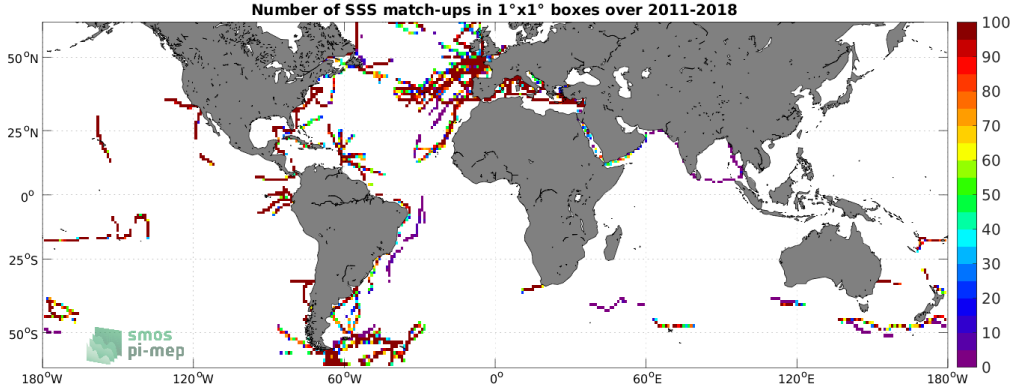 Number of SSS match-ups in 1°x1° boxes over 2011-2018
50°N
25°N
0°
25°S
50°S
180°W 120°W 60°W 0° 60°E 120°E 180°W
100
90
80
70
60
50
40
30
20
10
0
smos
pi-mep